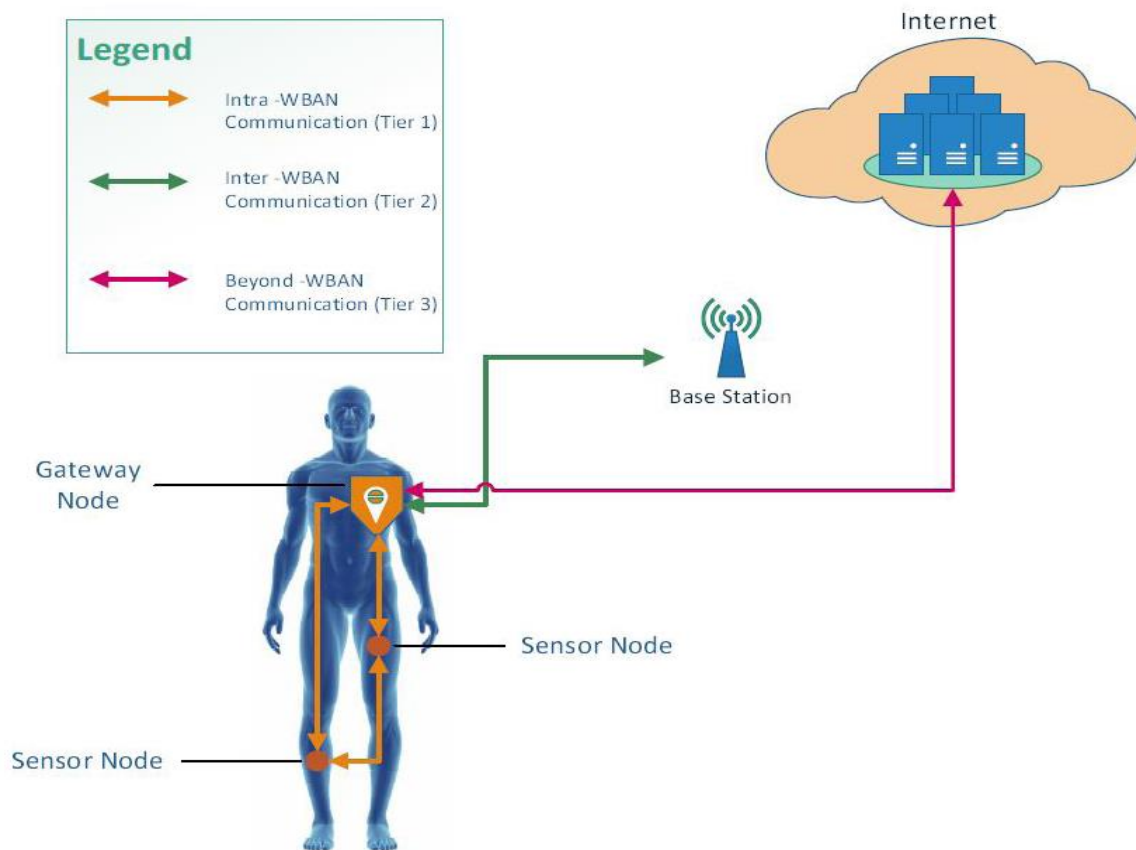 Legend
Intra -WBAN
Communication (Tier 1)
Inter -WBAN
Communication (Tier 2)
Beyond -WBAN
Communication (Tier 3)
Internet
Base Station
Gateway
Node
Sensor Node
Sensor Node